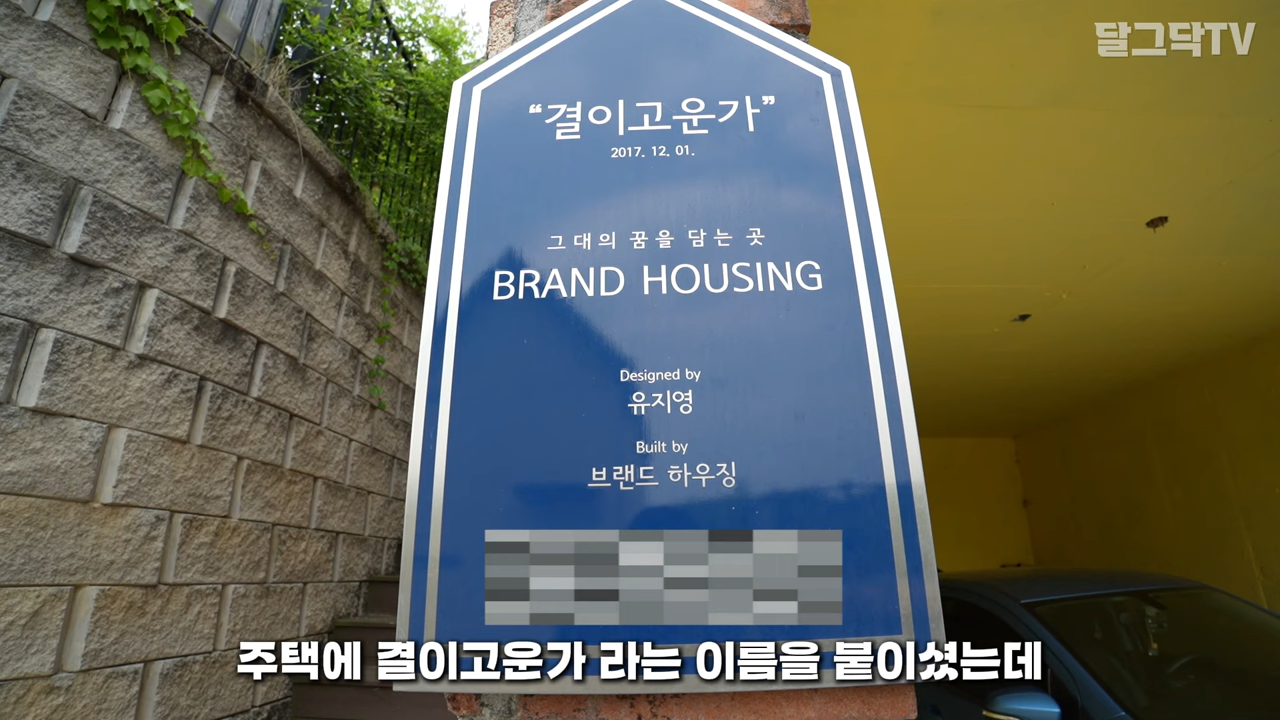 달그닥TV
“결이고운가”
2017. 12. 01.
그대의 꿈을 담는 곳
BRAND HOUSING
Designed by
유지영
Built by
브랜드 하우징
주택에 결이고운가 라는 이름을 붙이셨는데